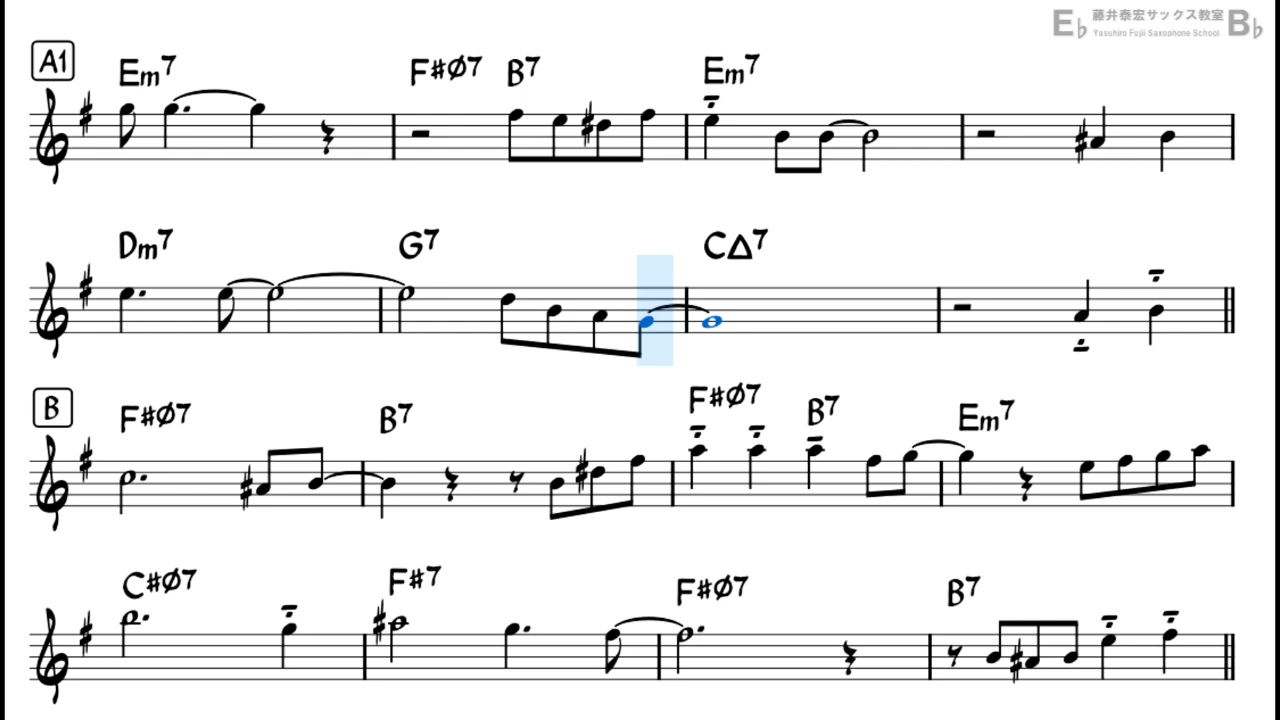 E♭ 藤井泰宏サックス教室 B♭
Yasuhiro Fujii Saxophone School
A1
Em7 F#Ø7 B7 Em7
Dm7 G7 C△7
B
F#Ø7 B7 F#Ø7 B7 Em7
C#Ø7 F#7 F#Ø7 B7